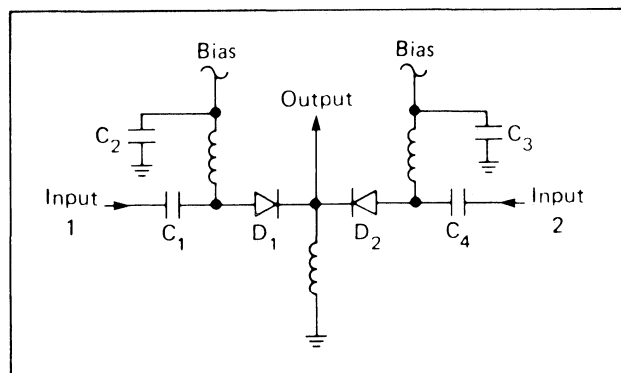 Bias
Bias
Output
C2
C3
Input
1
Input
2
C1
D1
D2
C4